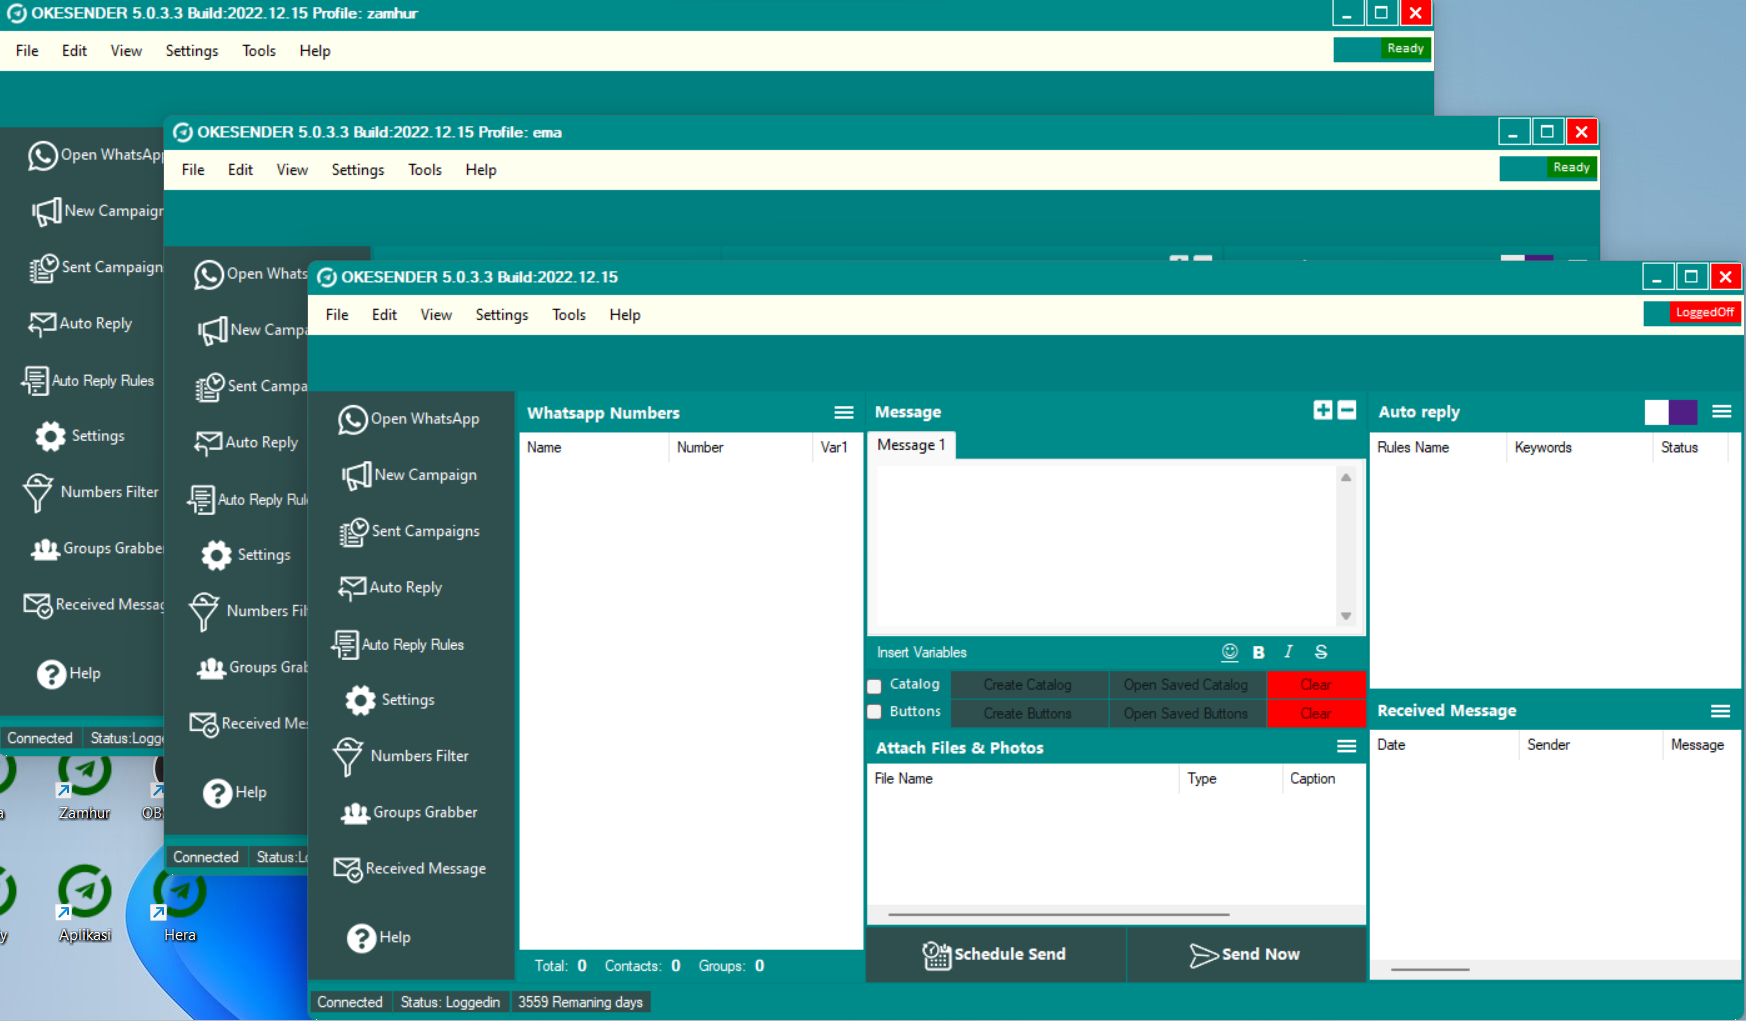 OKESENDER 5.0.3.3 Build:2022.12.15 Profile: zamhur
File Edit View Settings Tools Help
Ready
Open WhatsApp
New Campaign
Sent Campaign
Auto Reply
Auto Reply Rules
Settings
Numbers Filter
Groups Grabbe
Received Messag
Help
Connected Status:Logge
OKESENDER 5.0.3.3 Build:2022.12.15 Profile: ema
File Edit View Settings Tools Help
Ready
Open Whats
New Campa
Sent Campa
Auto Reply
Auto Reply Rul
Settings
Numbers Fil
Groups Grab
Received Mes
Help
Connected Status:Lo
OKESENDER 5.0.3.3 Build:2022.12.15
File Edit View Settings Tools Help
LoggedOff
Open WhatsApp
New Campaign
Sent Campaigns
Auto Reply
Auto Reply Rules
Settings
Numbers Filter
Groups Grabber
Received Message
Help
Whatsapp Numbers
Name Number Var1
Total: 0 Contacts: 0 Groups: 0
Message
Message 1
Insert Variables
B I S
Catalog Create Catalog Open Saved Catalog Clear
Buttons Create Buttons Open Saved Buttons Clear
Attach Files & Photos
File Name Type Caption
Schedule Send Send Now
Auto reply
Rules Name Keywords Status
Received Message
Date Sender Message
Connected Status: Loggedin 3559 Remaning days
a Zamhur OBS
y Aplikasi Hera